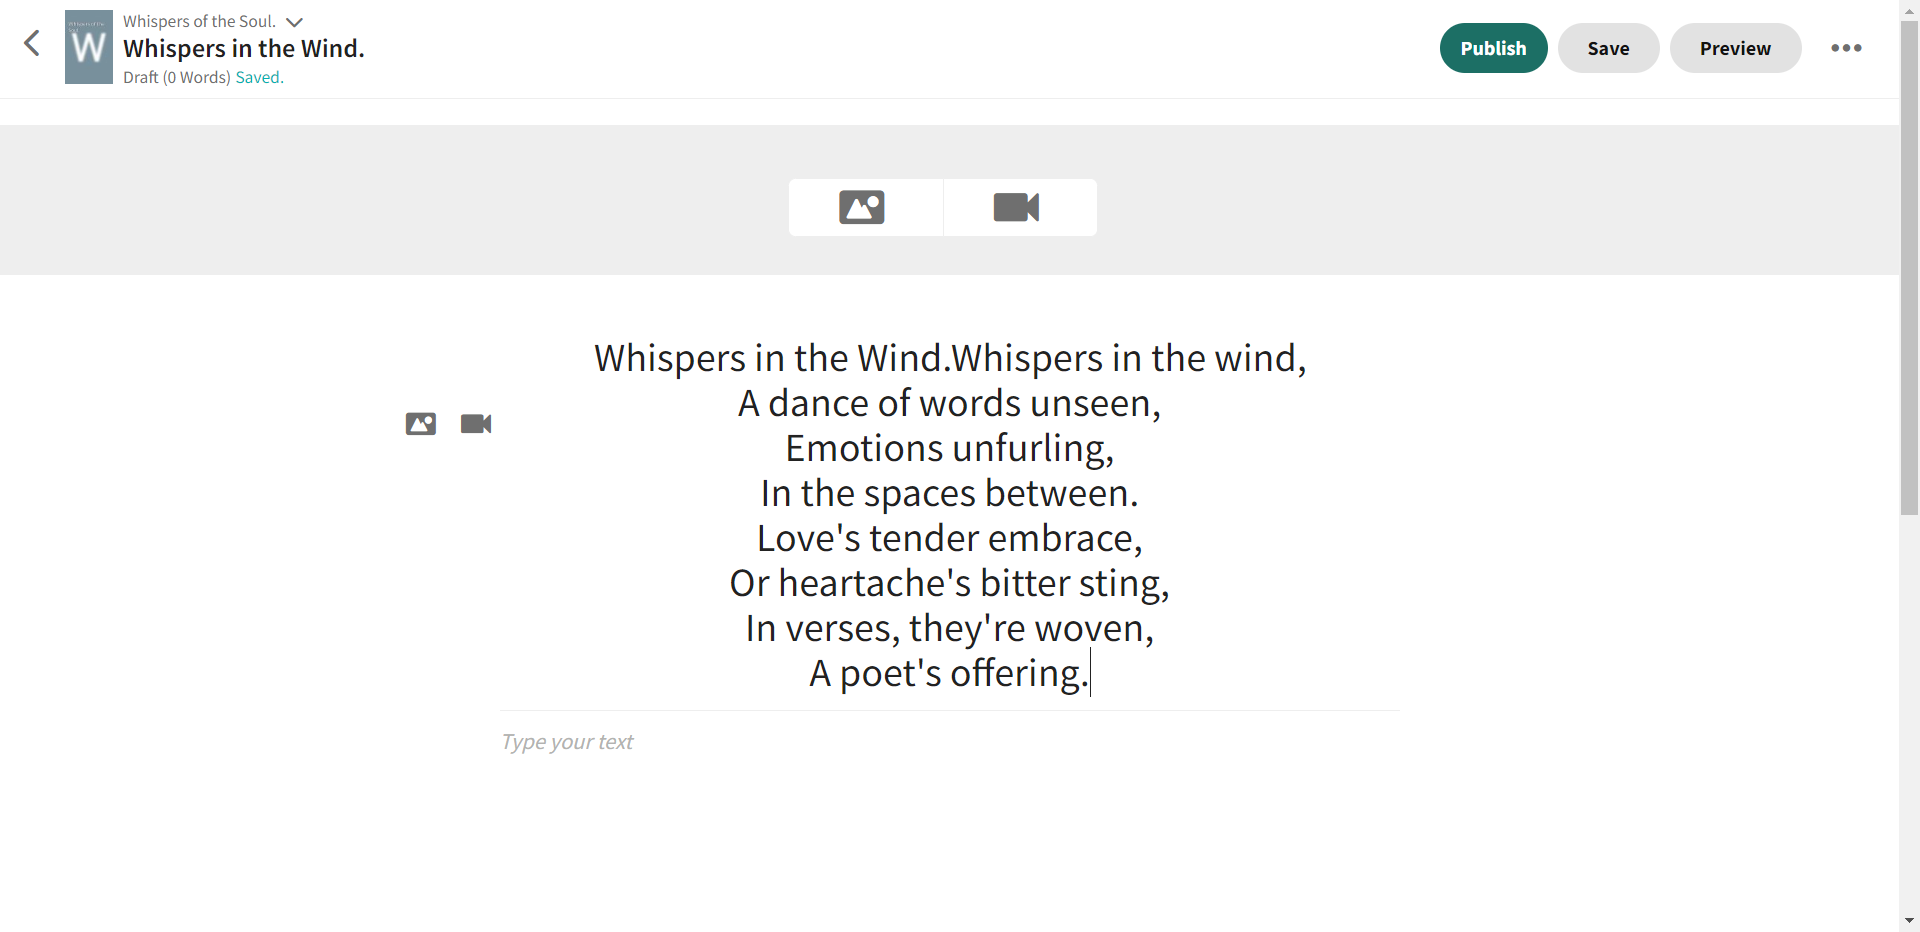 Whispers of the Soul.
Whispers in the Wind.
Draft (0 Words) Saved.
Publish
Save
Preview
W
Whispers in the Wind.Whispers in the wind,
A dance of words unseen,
Emotions unfurling,
In the spaces between.
Love's tender embrace,
Or heartache's bitter sting,
In verses, they're woven,
A poet's offering.
Type your text